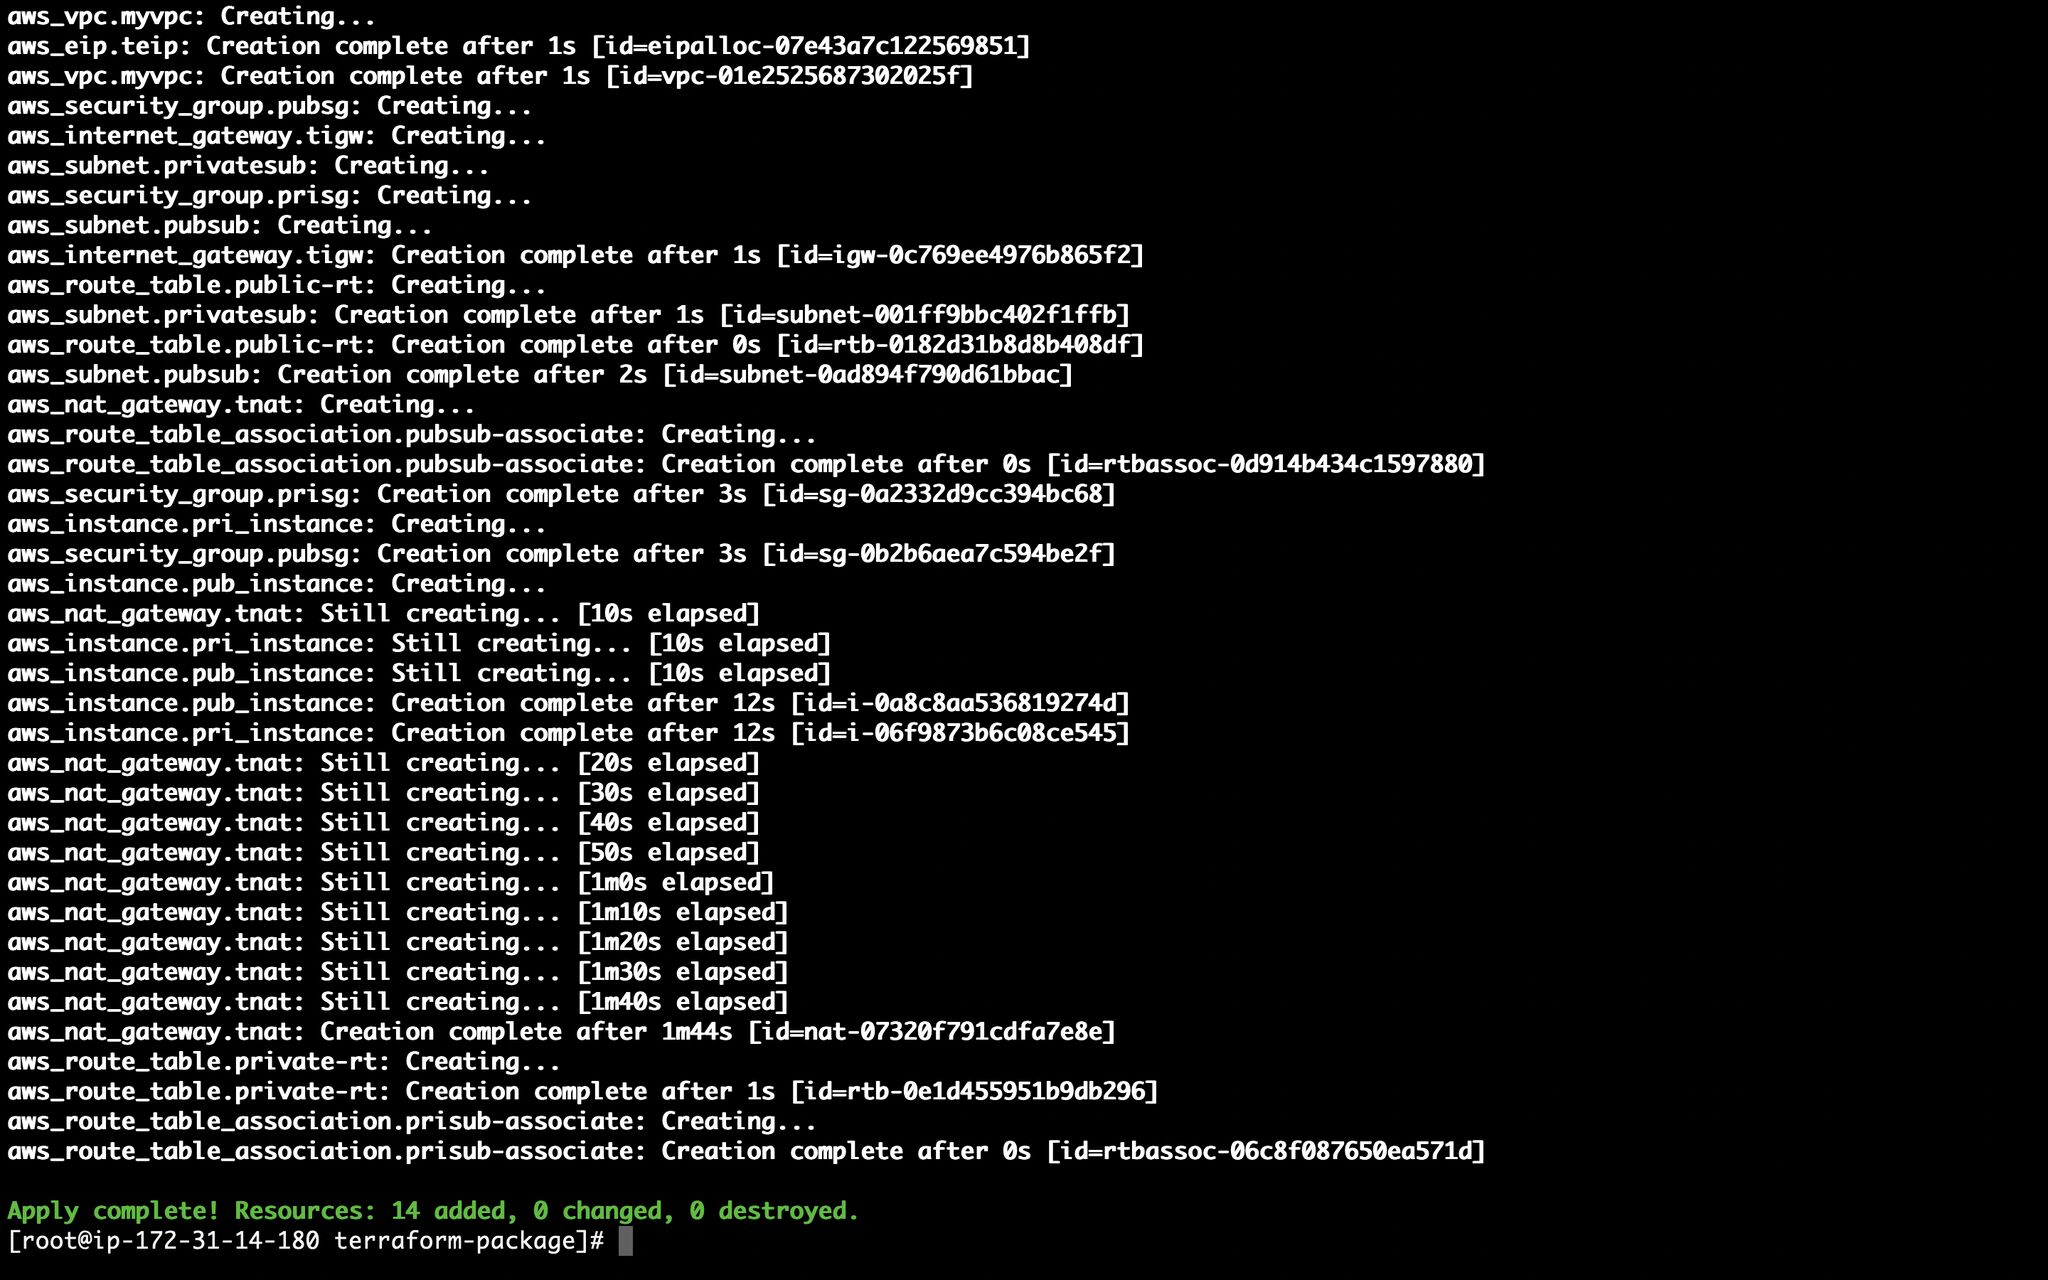 aws_vpc.myvpc: Creating...
aws_eip.teip: Creation complete after 1s [id=eipalloc-07e43a7c122569851]
aws_vpc.myvpc: Creation complete after 1s [id=vpc-01e2525687302025f]
aws_security_group.pubsg: Creating...
aws_internet_gateway.tigw: Creating...
aws_subnet.privatesub: Creating...
aws_security_group.prisg: Creating...
aws_subnet.pubsub: Creating...
aws_internet_gateway.tigw: Creation complete after 1s [id=igw-0c769ee4976b865f2]
aws_route_table.public-rt: Creating...
aws_subnet.privatesub: Creation complete after 1s [id=subnet-001ff9bbc402f1ffb]
aws_route_table.public-rt: Creation complete after 0s [id=rtb-0182d31b8d8b408df]
aws_subnet.pubsub: Creation complete after 2s [id=subnet-0ad894f790d61bbac]
aws_nat_gateway.tnat: Creating...
aws_route_table_association.pubsub-associate: Creating...
aws_route_table_association.pubsub-associate: Creation complete after 0s [id=rtbassoc-0d914b434c1597880]
aws_security_group.prisg: Creation complete after 3s [id=sg-0a2332d9cc394bc68]
aws_instance.pri_instance: Creating...
aws_security_group.pubsg: Creation complete after 3s [id=sg-0b2b6aea7c594be2f]
aws_instance.pub_instance: Creating...
aws_nat_gateway.tnat: Still creating... [10s elapsed]
aws_instance.pri_instance: Still creating... [10s elapsed]
aws_instance.pub_instance: Still creating... [10s elapsed]
aws_instance.pub_instance: Creation complete after 12s [id=i-0a8c8aa536819274d]
aws_instance.pri_instance: Creation complete after 12s [id=i-06f9873b6c08ce545]
aws_nat_gateway.tnat: Still creating... [20s elapsed]
aws_nat_gateway.tnat: Still creating... [30s elapsed]
aws_nat_gateway.tnat: Still creating... [40s elapsed]
aws_nat_gateway.tnat: Still creating... [50s elapsed]
aws_nat_gateway.tnat: Still creating... [1m0s elapsed]
aws_nat_gateway.tnat: Still creating... [1m10s elapsed]
aws_nat_gateway.tnat: Still creating... [1m20s elapsed]
aws_nat_gateway.tnat: Still creating... [1m30s elapsed]
aws_nat_gateway.tnat: Still creating... [1m40s elapsed]
aws_nat_gateway.tnat: Creation complete after 1m44s [id=nat-07320f791cdfa7e8e]
aws_route_table.private-rt: Creating...
aws_route_table.private-rt: Creation complete after 1s [id=rtb-0e1d455951b9db296]
aws_route_table_association.prisub-associate: Creating...
aws_route_table_association.prisub-associate: Creation complete after 0s [id=rtbassoc-06c8f087650ea571d]
Apply complete! Resources: 14 added, 0 changed, 0 destroyed.
[root@ip-172-31-14-180 terraform-package]#